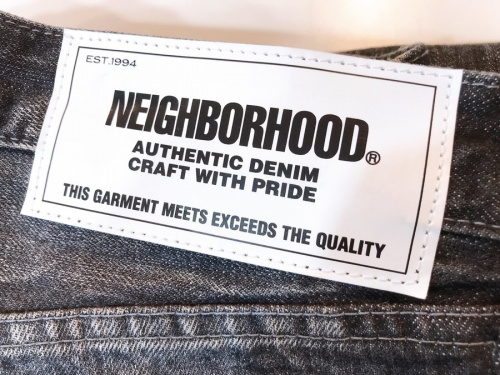 EST.1994
NEIGHBORHOOD®
AUTHENTIC DENIM
CRAFT WITH PRIDE
THIS GARMENT MEETS EXCEEDS THE QUALITY